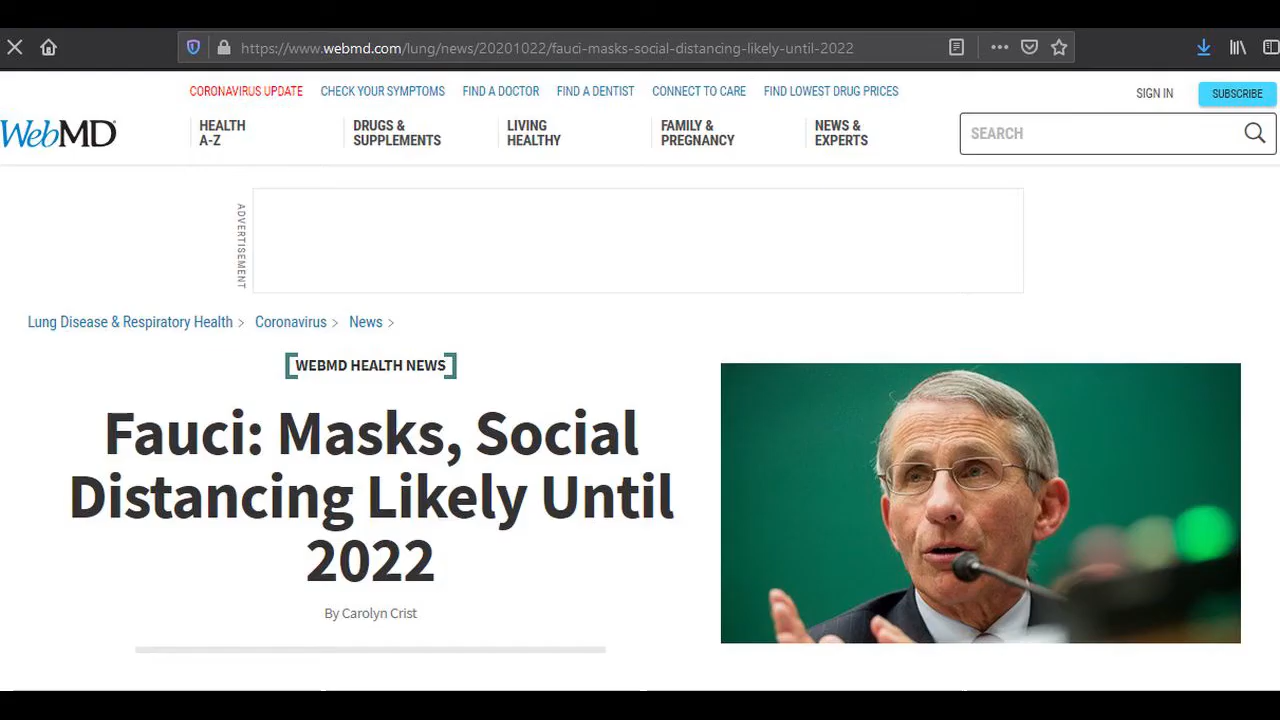 https://www.webmd.com/lung/news/20201022/fauci-masks-social-distancing-likely-until-2022
CORONAVIRUS UPDATE CHECK YOUR SYMPTOMS FIND A DOCTOR FIND A DENTIST CONNECT TO CARE FIND LOWEST DRUG PRICES SIGN IN SUBSCRIBE
WebMD
HEALTH
A-Z
DRUGS &
SUPPLEMENTS
LIVING
HEALTHY
FAMILY &
PREGNANCY
NEWS &
EXPERTS
SEARCH
ADVERTISEMENT
Lung Disease & Respiratory Health > Coronavirus > News >
WEBMD HEALTH NEWS
Fauci: Masks, Social
Distancing Likely Until
2022
By Carolyn Crist